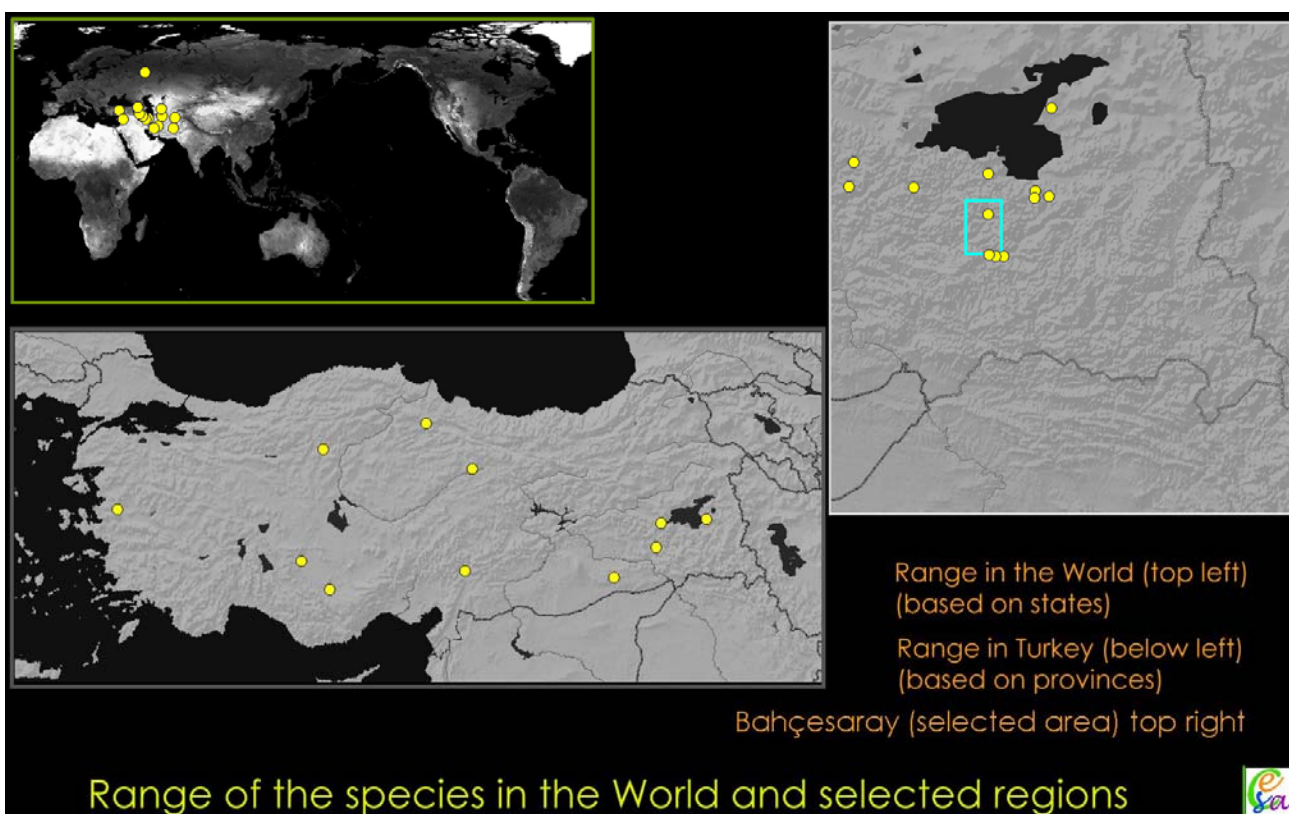 Range in the World (top left)
(based on states)
Range in Turkey (below left)
(based on provinces)
Bahçesaray (selected area) top right
Range of the species in the World and selected regions